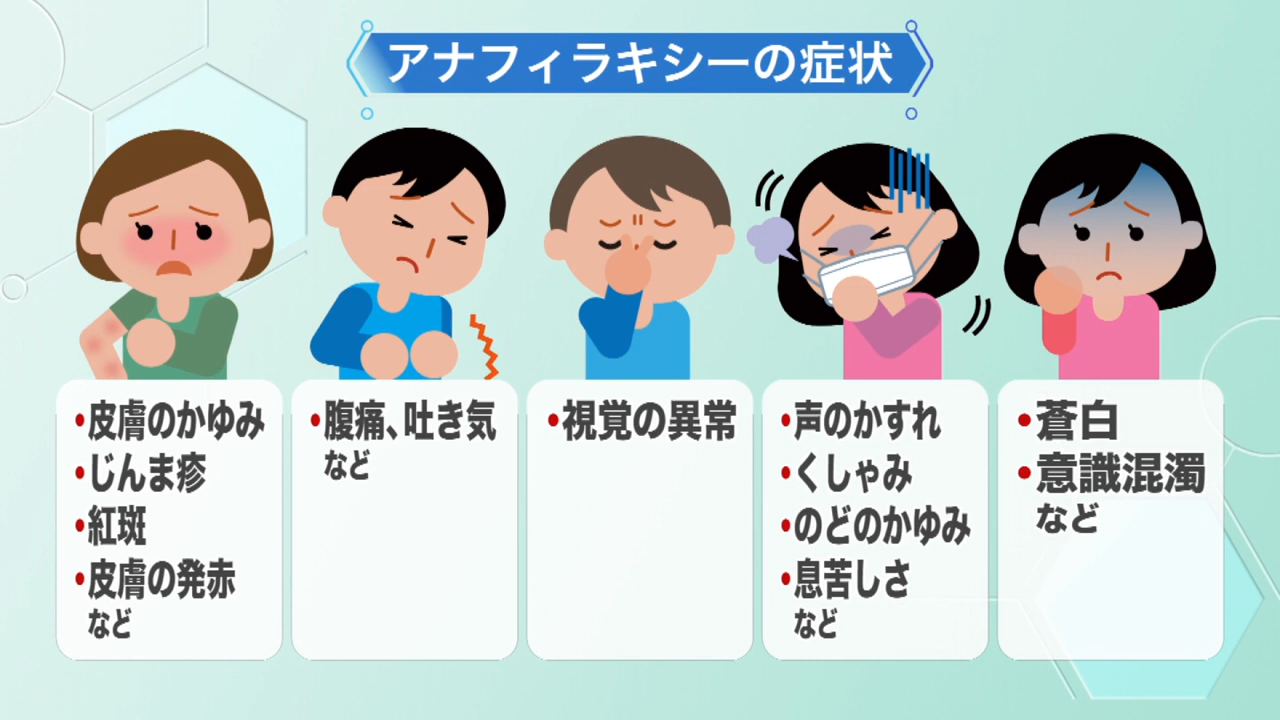 アナフィラキシーの症状
•皮膚のかゆみ
•じんま疹
•紅斑
•皮膚の発赤
など
•腹痛、吐き気
など
•視覚の異常
•声のかすれ
•くしゃみ
•のどのかゆみ
•息苦しさ
など
•蒼白
•意識混濁
など